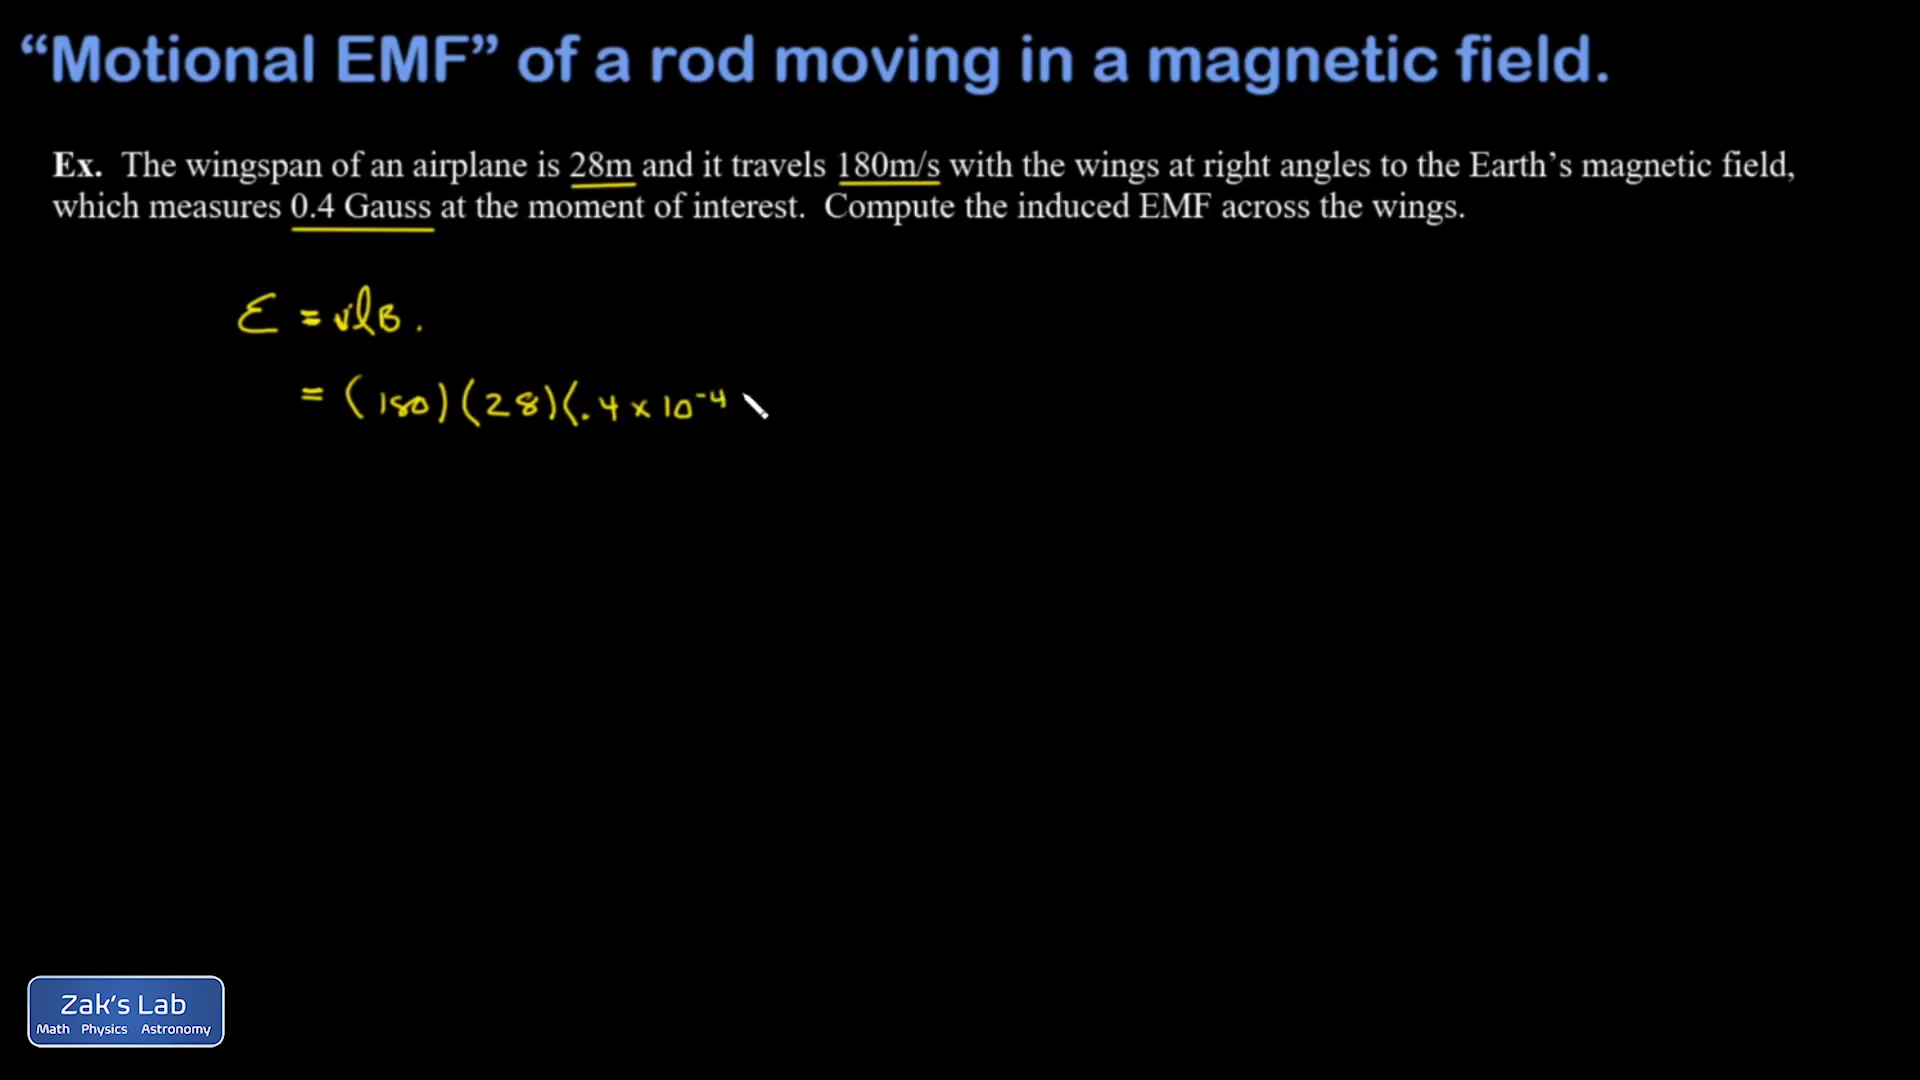 “Motional EMF” of a rod moving in a magnetic field.
Ex. The wingspan of an airplane is 28m and it travels 180m/s with the wings at right angles to the Earth’s magnetic field,
which measures 0.4 Gauss at the moment of interest. Compute the induced EMF across the wings.
ℰ = vlB.
= (180)(28)(.4 x 10⁻⁴
Zak's Lab
Math Physics Astronomy